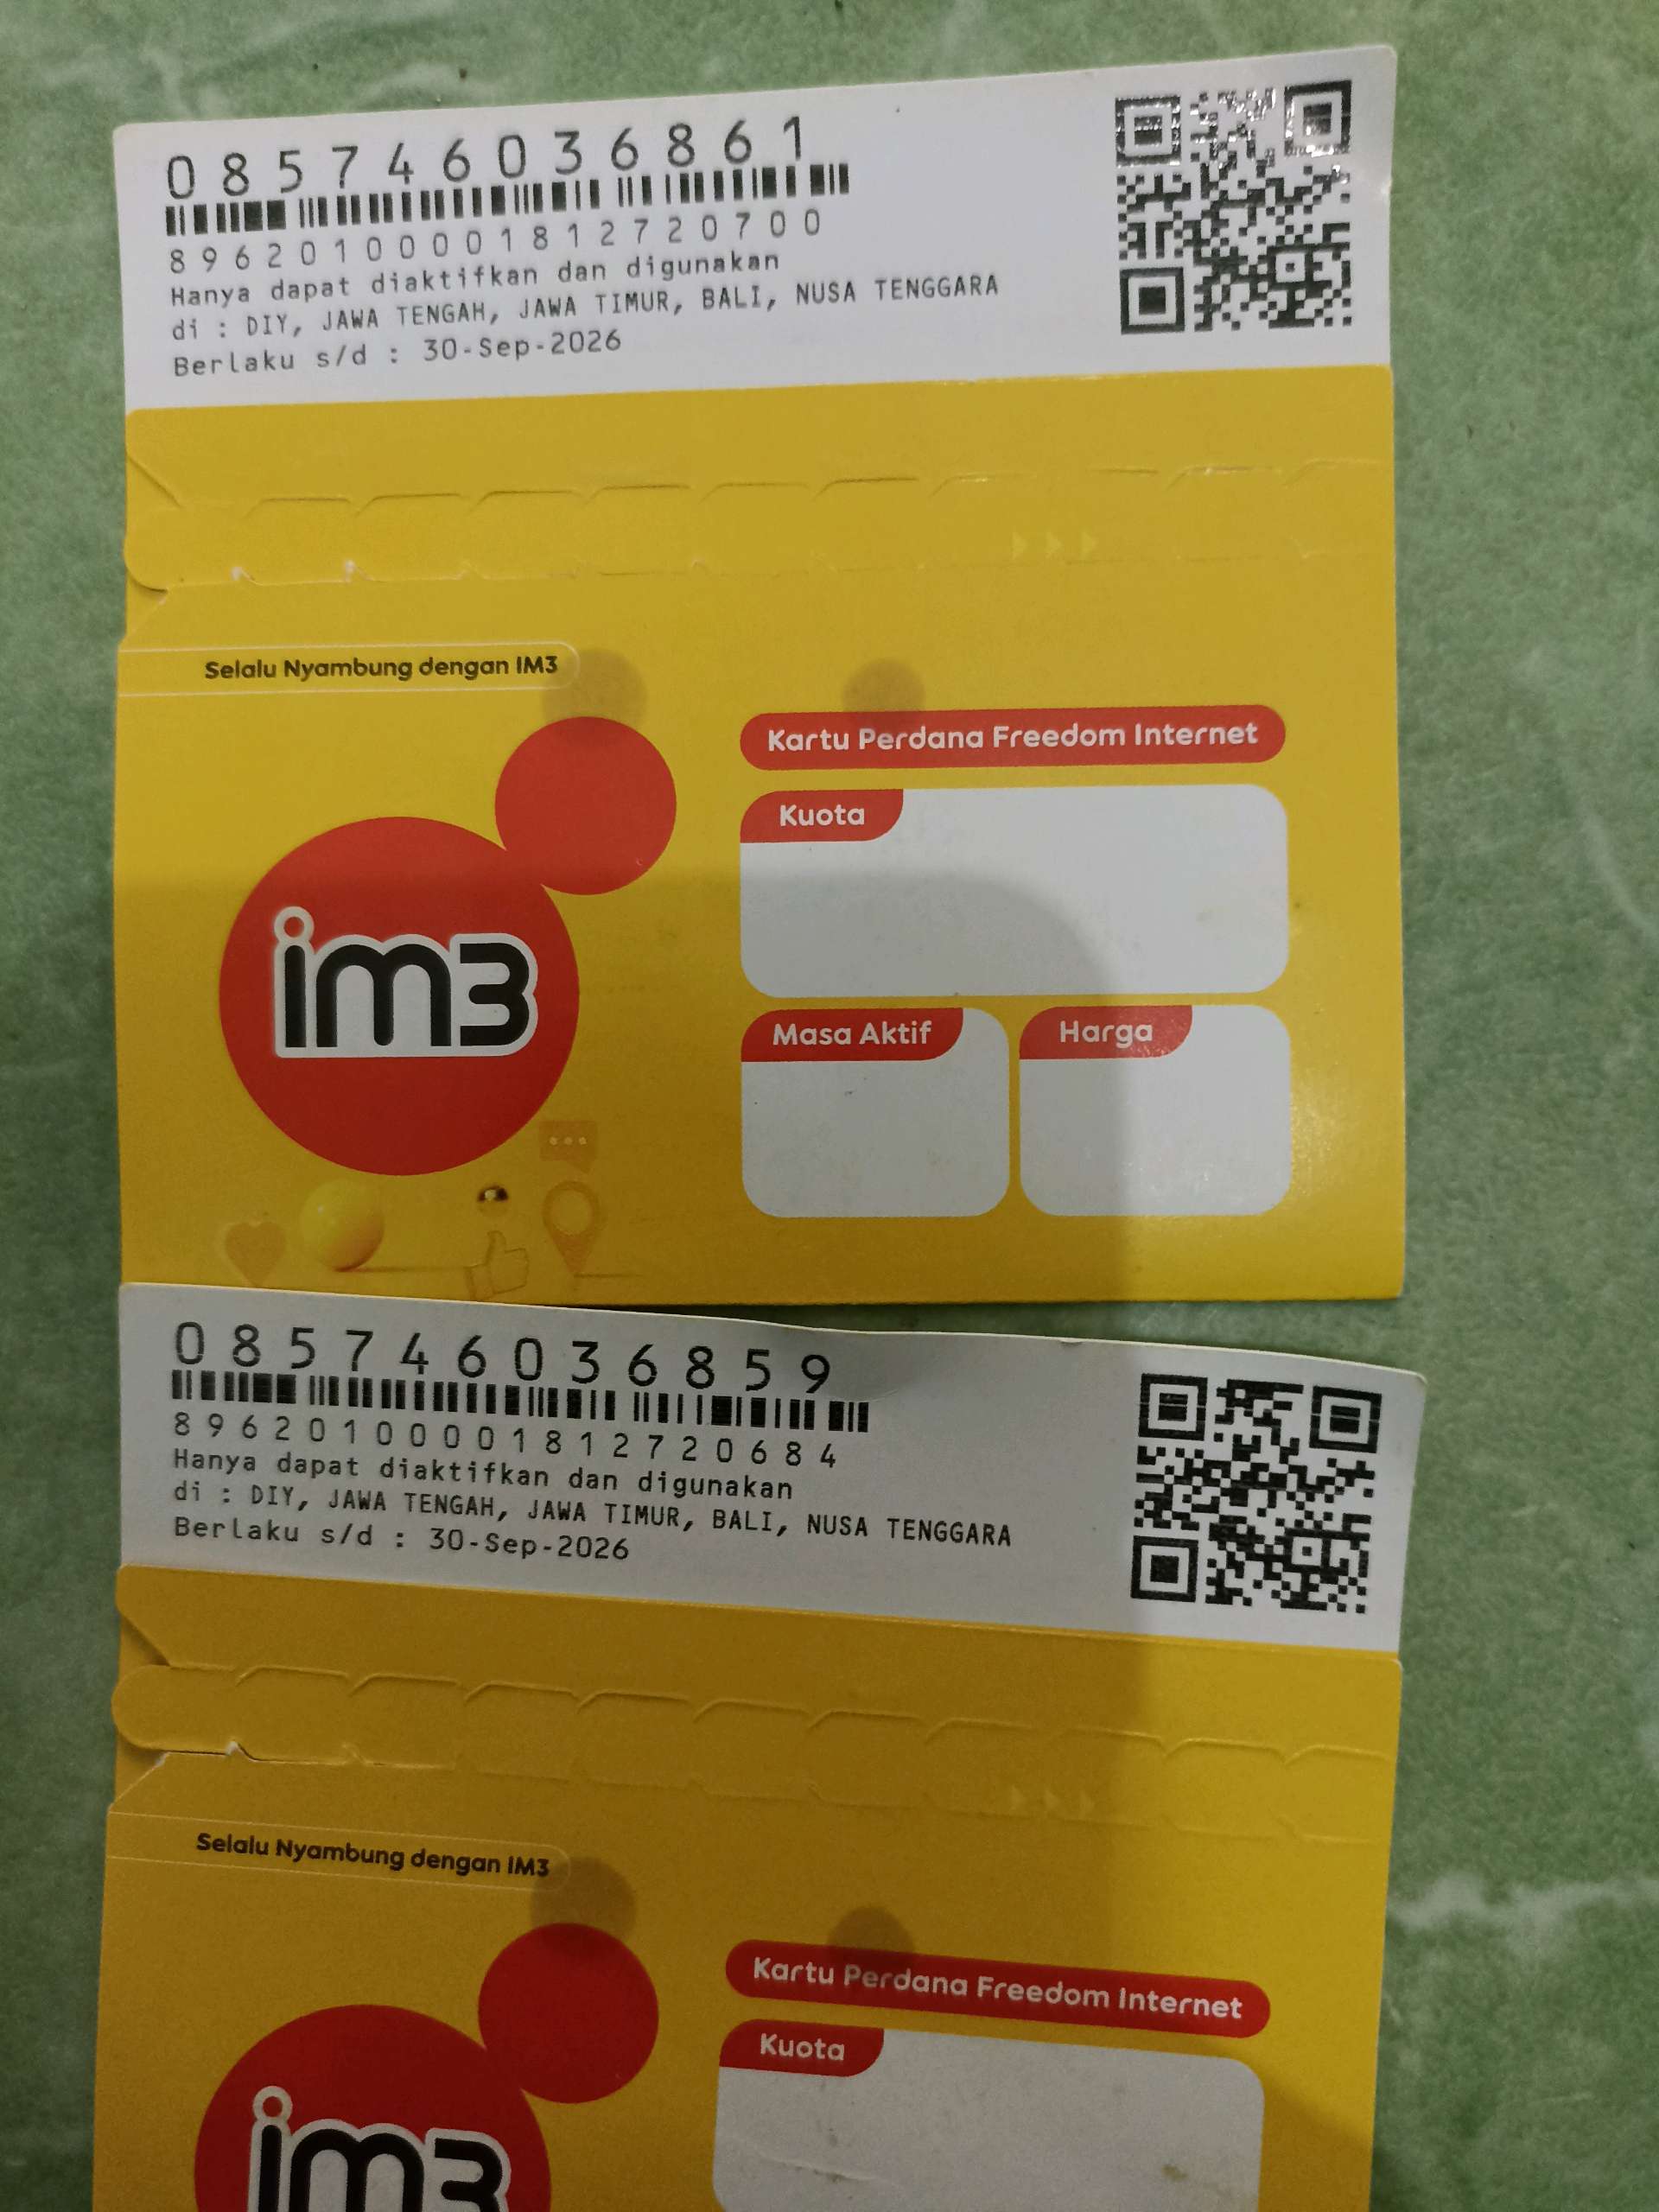 085746036861
89620100001812720700
Hanya dapat diaktifkan dan digunakan
di : DIY, JAWA TENGAH, JAWA TIMUR, BALI, NUSA TENGGARA
Berlaku s/d : 30-Sep-2026
Selalu Nyambung dengan IM3
Kartu Perdana Freedom Internet
Kuota
im3
Masa Aktif
Harga
085746036859
89620100001812720684
Hanya dapat diaktifkan dan digunakan
di : DIY, JAWA TENGAH, JAWA TIMUR, BALI, NUSA TENGGARA
Berlaku s/d : 30-Sep-2026
Selalu Nyambung dengan IM3
Kartu Perdana Freedom Internet
Kuota
im3